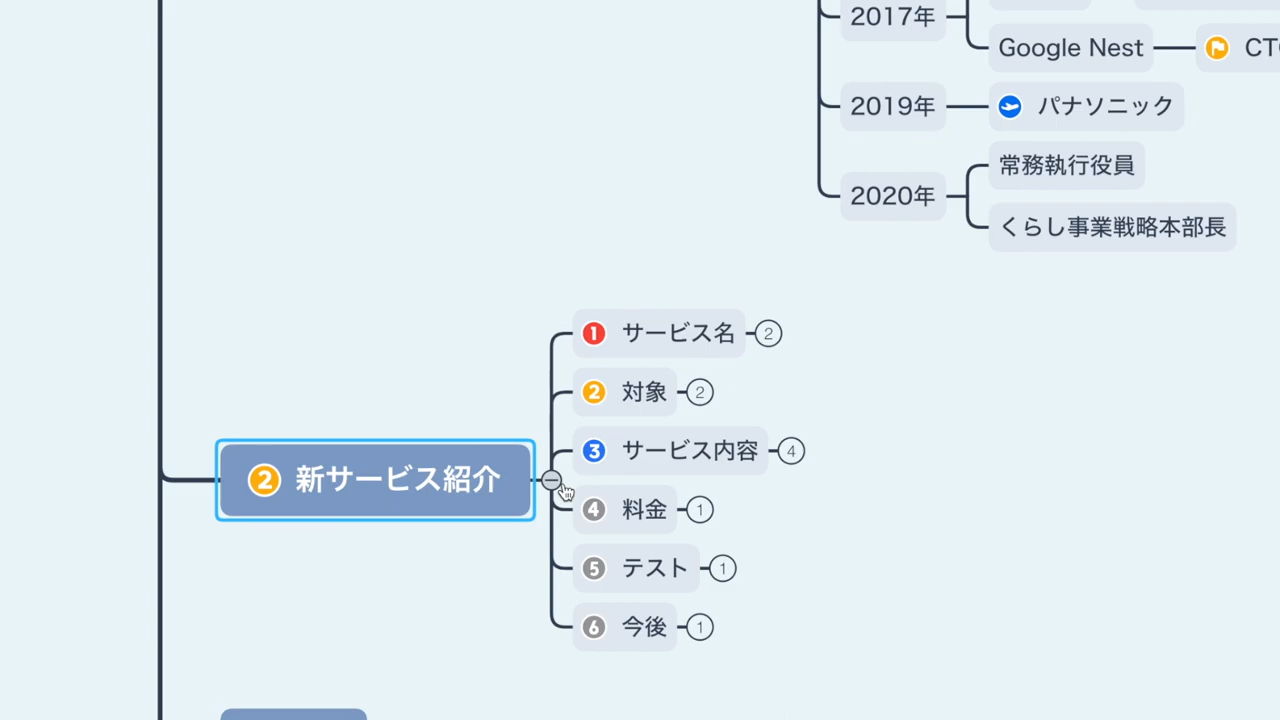 2017年
Google Nest
2019年
パナソニック
2020年
常務執行役員
くらし事業戦略本部長
1 サービス名 2
2 対象 2
3 サービス内容 4
2 新サービス紹介
4 料金 1
5 テスト 1
6 今後 1